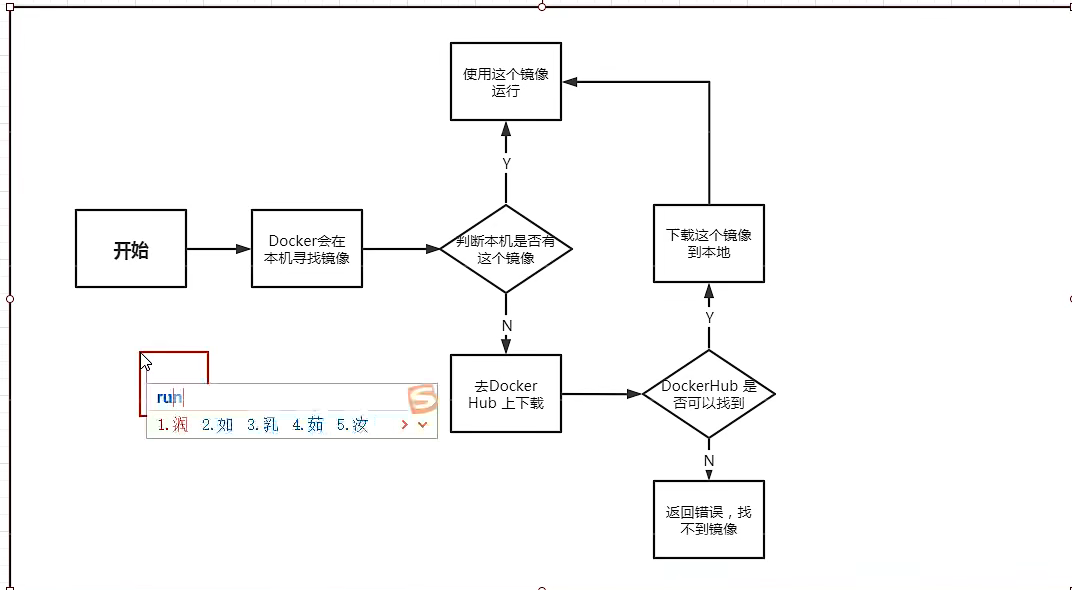 使用这个镜像
运行
Y
开始
Docker会在
本机寻找镜像
判断本机是否有
这个镜像
下载这个镜像
到本地
N
Y
去Docker
Hub 上下载
DockerHub 是
否可以找到
run
1.润 2.如 3.乳 4.茹 5.汝
N
返回错误，找
不到镜像